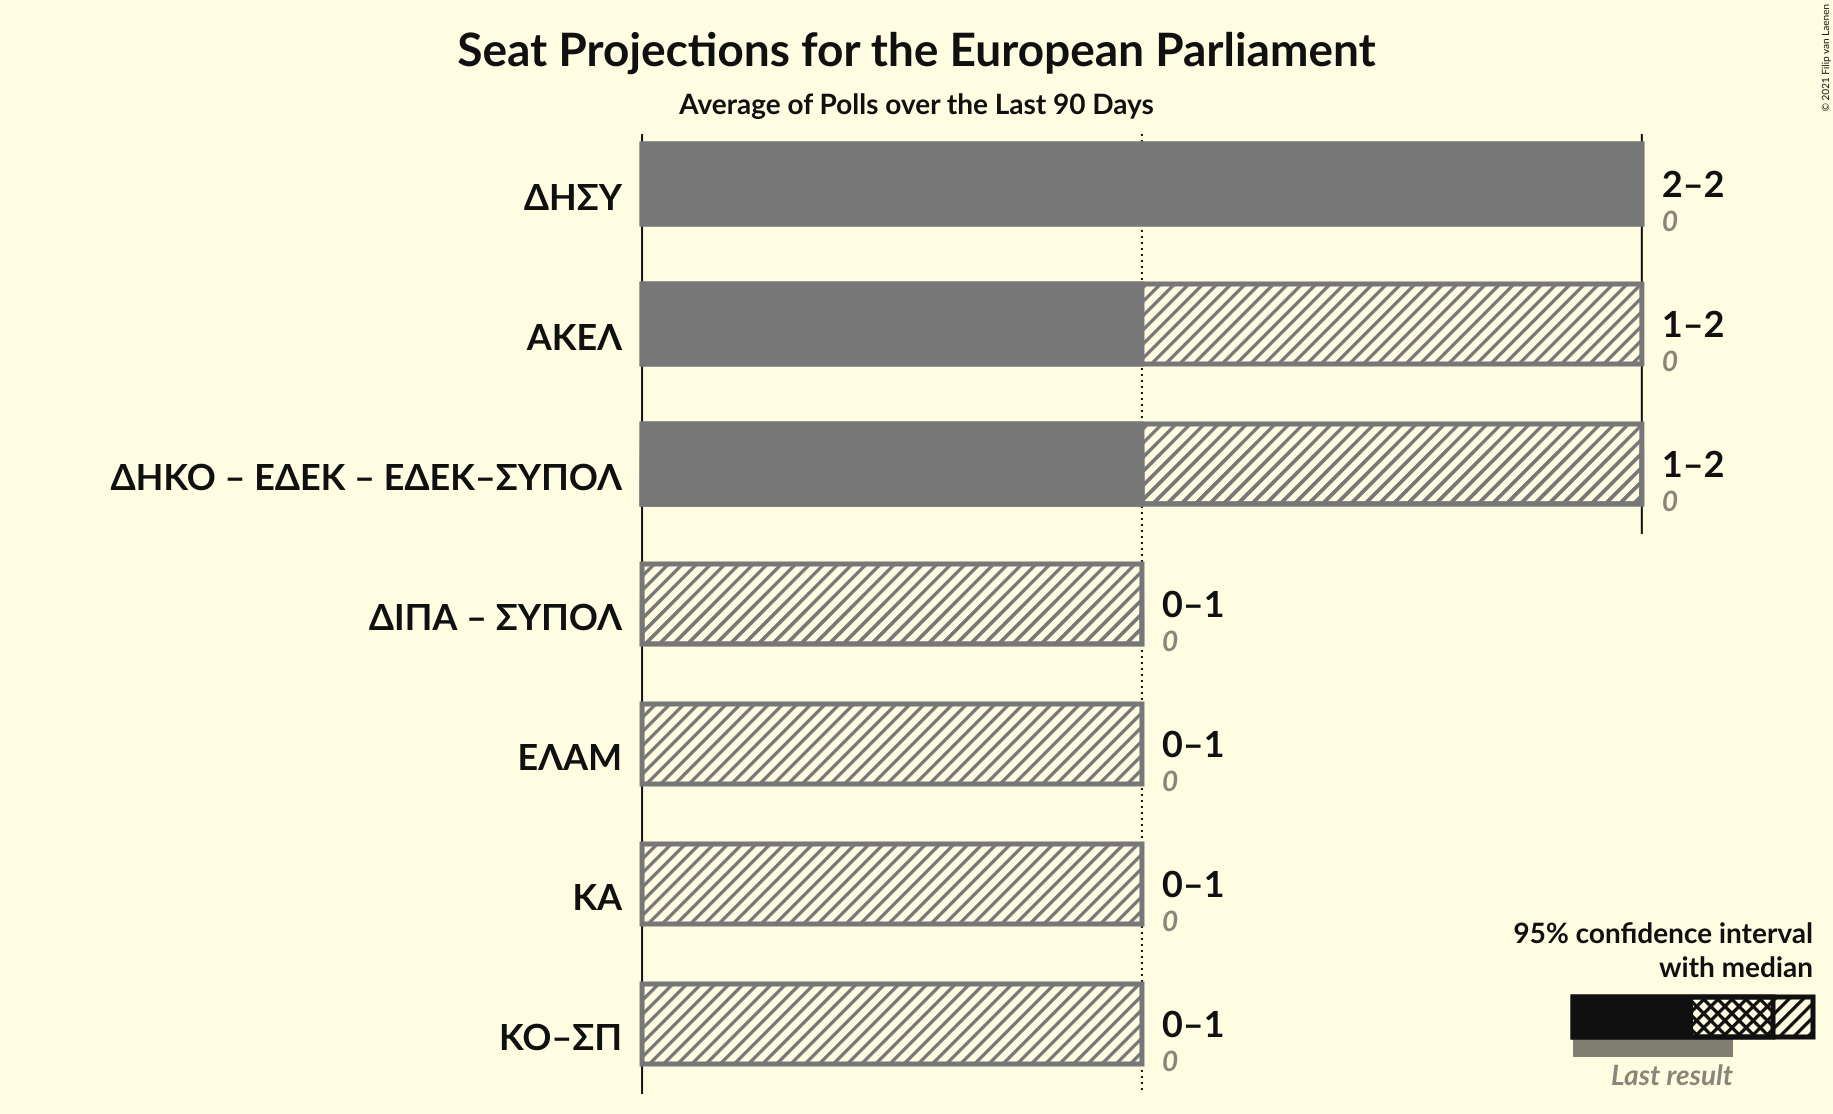 Seat Projections for the European Parliament
Average of Polls over the Last 90 Days
© 2021 Filip van Laenen
ΔΗΣΥ
2–2
0
ΑΚΕΛ
1–2
0
ΔΗΚΟ – ΕΔΕΚ – ΕΔΕΚ–ΣΥΠΟΛ
1–2
0
ΔΙΠΑ – ΣΥΠΟΛ
0–1
0
ΕΛΑΜ
0–1
0
ΚΑ
0–1
0
ΚΟ–ΣΠ
0–1
0
95% confidence interval
with median
Last result